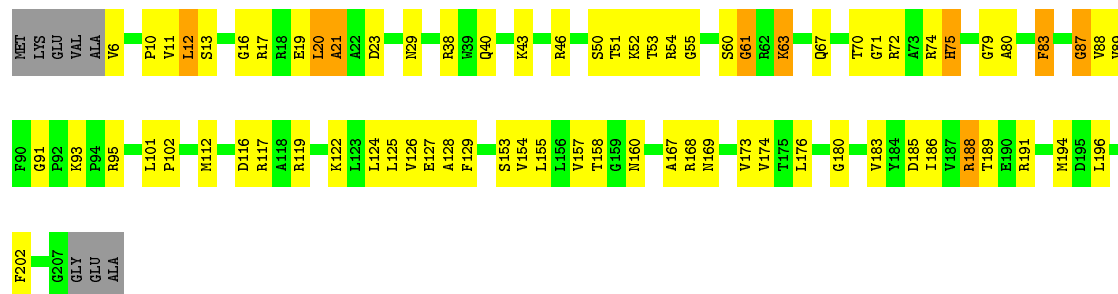 MET LYS GLU VAL ALA V6 P10 V11 L12 S13 G16 R17 R18 E19 L20 A21 A22 D23 N29 R38 W39 Q40 K43 R46 S50 T51 K52 T53 R54 G55 S60 G61 R62 K63 Q67 T70 G71 R72 A73 R74 H75 G79 A80 F83 G87 V88
F90 G91 P92 K93 P94 R95 L101 P102 M112 D116 R117 A118 R119 K122 L123 L124 L125 V126 E127 A128 F129 S153 V154 L155 L156 V157 T158 G159 N160 A167 R168 N169 V173 V174 T175 L176 G180 V183 Y184 D185 I186 V187 R188 T189 E190 R191 M194 D195 L196
F202 G207 GLY GLU ALA